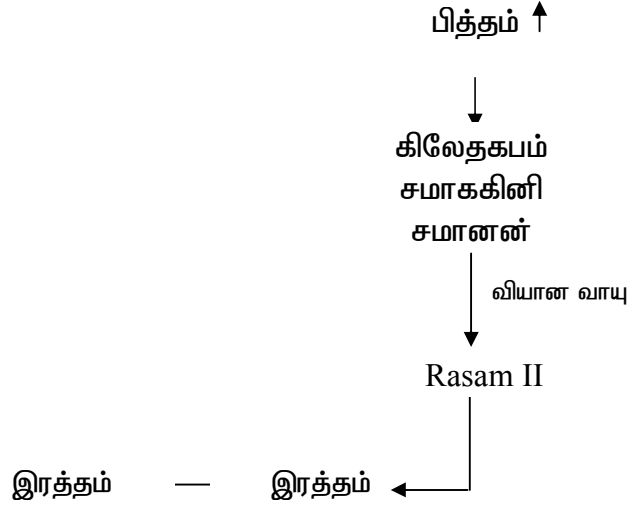 பித்தம் ↑
கிலேதகபம்
சமாககினி
சமானன்
வியான வாயு
Rasam II
இரத்தம் — இரத்தம்